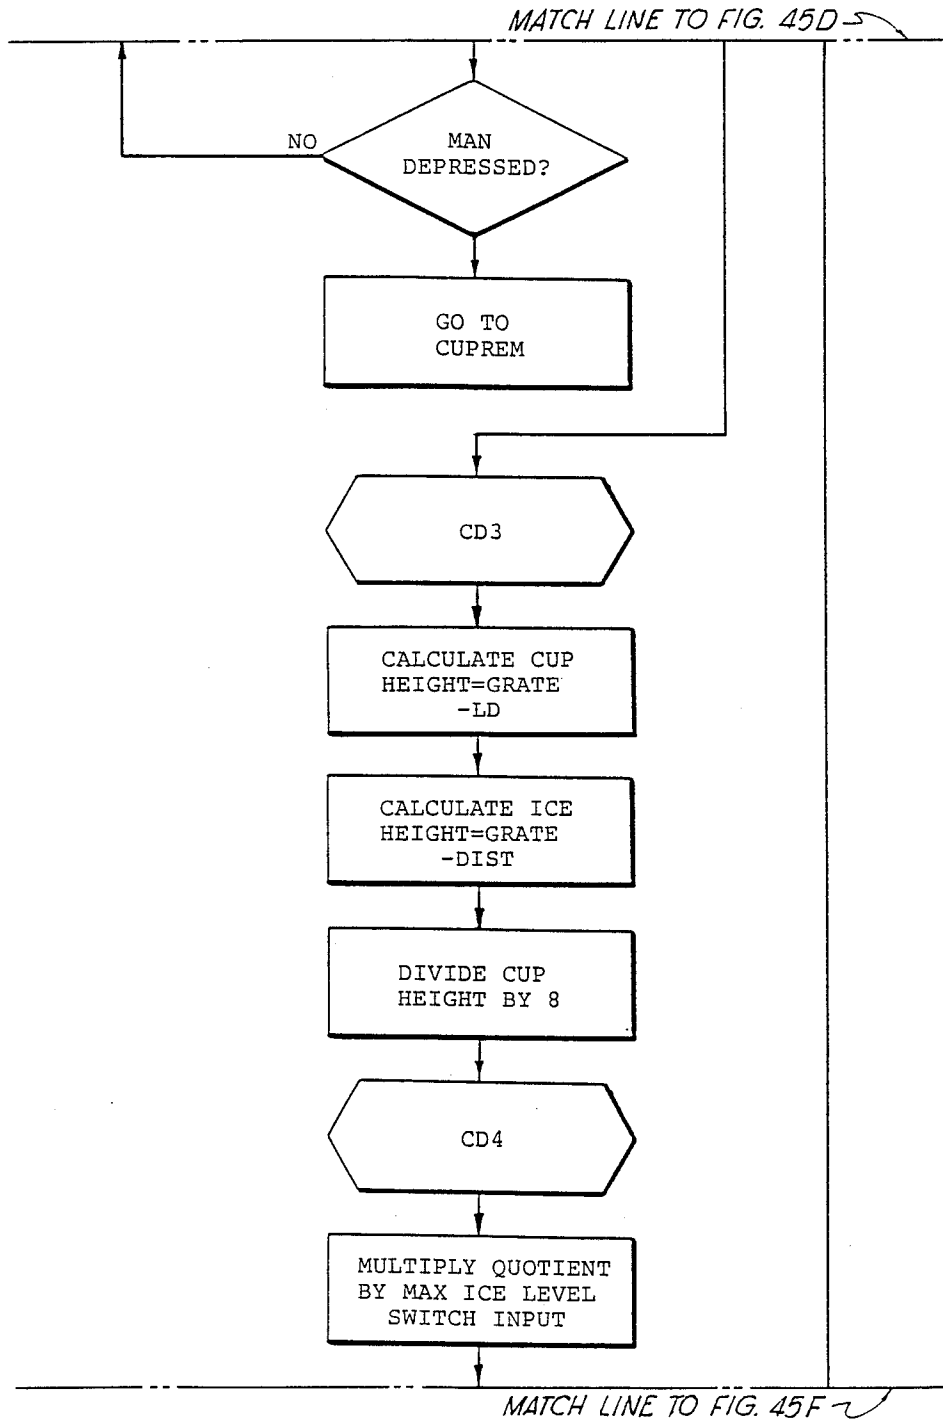 MATCH LINE TO FIG. 45D
NO
MAN
DEPRESSED?
GO TO
CUPREM
CD3
CALCULATE CUP
HEIGHT=GRATE
-LD
CALCULATE ICE
HEIGHT=GRATE
-DIST
DIVIDE CUP
HEIGHT BY 8
CD4
MULTIPLY QUOTIENT
BY MAX ICE LEVEL
SWITCH INPUT
MATCH LINE TO FIG. 45F